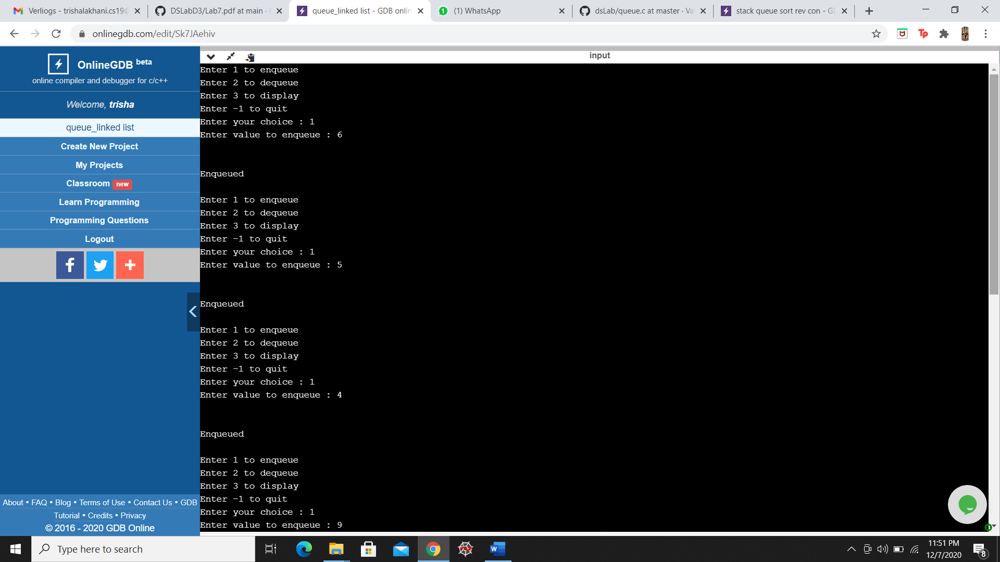 Verliogs - trishalakhani.cs19@
DSLabD3/Lab7.pdf at main ·
queue_linked list - GDB onlin
(1) WhatsApp
dsLab/queue.c at master · Va
stack queue sort rev con - G
onlinegdb.com/edit/Sk7JAehiv
OnlineGDB beta
online compiler and debugger for c/c++
Welcome, trisha
queue_linked list
Create New Project
My Projects
Classroom new
Learn Programming
Programming Questions
Logout
About • FAQ • Blog • Terms of Use • Contact Us • GDB
Tutorial • Credits • Privacy
© 2016 - 2020 GDB Online
input
Enter 1 to enqueue
Enter 2 to dequeue
Enter 3 to display
Enter -1 to quit
Enter your choice : 1
Enter value to enqueue : 6
Enqueued
Enter 1 to enqueue
Enter 2 to dequeue
Enter 3 to display
Enter -1 to quit
Enter your choice : 1
Enter value to enqueue : 5
Enqueued
Enter 1 to enqueue
Enter 2 to dequeue
Enter 3 to display
Enter -1 to quit
Enter your choice : 1
Enter value to enqueue : 4
Enqueued
Enter 1 to enqueue
Enter 2 to dequeue
Enter 3 to display
Enter -1 to quit
Enter your choice : 1
Enter value to enqueue : 9
Type here to search
11:51 PM
12/7/2020
8